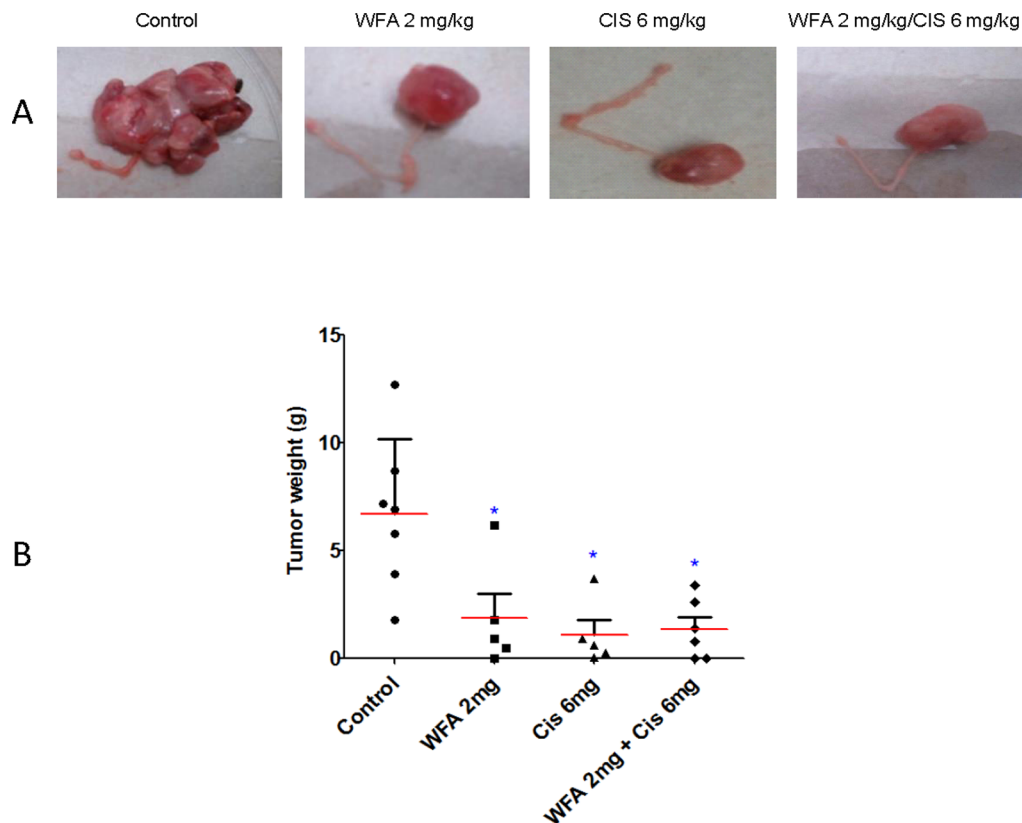 Control
WFA 2 mg/kg
CIS 6 mg/kg
WFA 2 mg/kg/CIS 6 mg/kg
A
B
Tumor weight (g)
15
10
5
0
*
*
*
Control
WFA 2mg
Cis 6mg
WFA 2mg + Cis 6mg